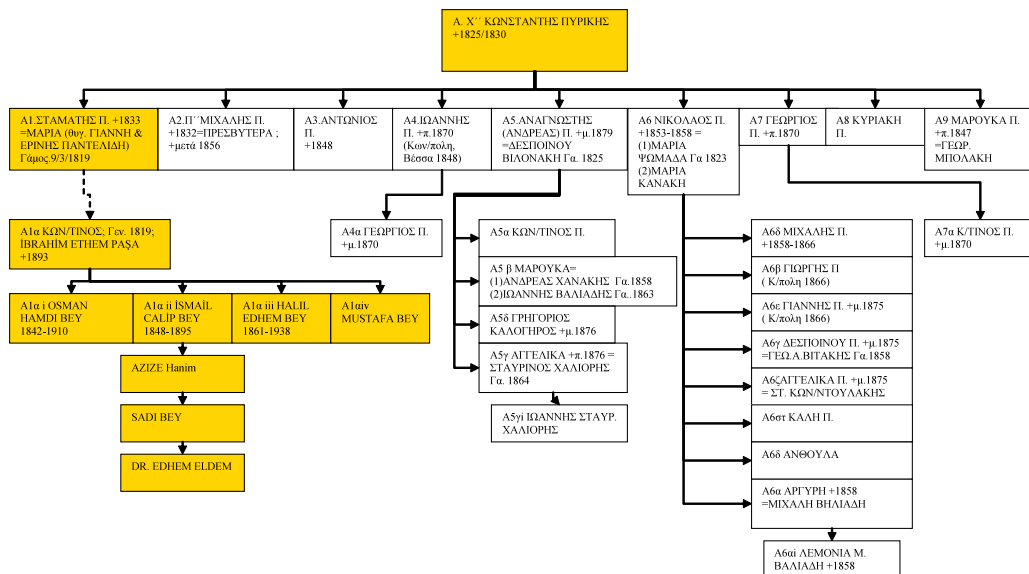 Α. Χ´´ ΚΩΝΣΤΑΝΤΗΣ ΠΥΡΙΚΗΣ
+1825/1830
Α1.ΣΤΑΜΑΤΗΣ Π. +1833
=ΜΑΡΙΑ (θυγ. ΓΙΑΝΝΗ &
ΕΡΙΝΗΣ ΠΑΝΤΕΛΙΔΗ)
Γάμος.9/3/1819
Α2.Π´´ΜΙΧΑΛΗΣ Π.
+1832=ΠΡΕΣΒΥΤΕΡΑ ;
+μετά 1856
Α3.ΑΝΤΩΝΙΟΣ
Π.
+1848
Α4.ΙΩΑΝΝΗΣ
Π. +π.1870
(Κων/πολη,
Βέσσα 1848)
Α5.ΑΝΑΓΝΩΣΤΗΣ
(ΑΝΔΡΕΑΣ) Π. +μ.1879
=ΔΕΣΠΟΙΝΟΥ
ΒΙΛΟΝΑΚΗ Γα. 1825
Α6 ΝΙΚΟΛΑΟΣ Π.
+1853-1858 =
(1)ΜΑΡΙΑ
ΨΩΜΑΔΑ Γα 1823
(2)ΜΑΡΙΑ
ΚΑΝΑΚΗ
Α7 ΓΕΩΡΓΙΟΣ
Π. +π.1870
Α8 ΚΥΡΙΑΚΗ
Π.
Α9 ΜΑΡΟΥΚΑ Π.
+π.1847
=ΓΕΩΡ.
ΜΠΟΛΑΚΗ
Α1α ΚΩΝ/ΤΙΝΟΣ; Γεν. 1819;
İBRAHİM ETHEM PAŞA
+1893
Α4α ΓΕΩΡΓΙΟΣ Π.
+μ.1870
Α5α ΚΩΝ/ΤΙΝΟΣ Π.
Α6δ ΜΙΧΑΛΗΣ Π.
+1858-1866
Α7α Κ/ΤΙΝΟΣ Π.
+μ.1870
Α5 β ΜΑΡΟΥΚΑ=
(1)ΑΝΔΡΕΑΣ ΧΑΝΑΚΗΣ Γα.1858
(2)ΙΩΑΝΝΗΣ ΒΑΛΙΑΔΗΣ Γα..1863
Α6β ΓΙΩΡΓΗΣ Π
( Κ/πολη 1866)
Α1α i OSMAN
HAMDI BEY
1842-1910
Α1α ii İSMAİL
CALİP BEY
1848-1895
Α1α iii HALIL
EDHEM BEY
1861-1938
Α1αiv
MUSTAFA BEY
Α5δ ΓΡΗΓΟΡΙΟΣ
ΚΑΛΟΓΗΡΟΣ +μ.1876
Α6ε ΓΙΑΝΝΗΣ Π. +μ.1875
( Κ/πολη 1866)
Α5γ ΑΓΓΕΛΙΚΑ +π.1876 =
ΣΤΑΥΡΙΝΟΣ ΧΑΛΙΟΡΗΣ
Γα. 1864
Α6γ ΔΕΣΠΟΙΝΟΥ Π. +μ.1875
=ΓΕΩ.Α.ΒΙΤΑΚΗΣ Γα.1858
AZIZE Hanim
Α6ζΑΓΓΕΛΙΚΑ Π. +μ.1875
= ΣΤ. ΚΩΝ/ΝΤΟΥΛΑΚΗΣ
SADI BEY
Α5γi ΙΩΑΝΝΗΣ ΣΤΑΥΡ.
ΧΑΛΙΟΡΗΣ
Α6στ ΚΑΛΗ Π.
DR. EDHEM ELDEM
Α6δ ΑΝΘΟΥΛΑ
Α6α ΑΡΓΥΡΗ +1858
=ΜΙΧΑΛΗ ΒΗΛΙΑΔΗ
Α6αi ΛΕΜΟΝΙΑ Μ.
ΒΑΛΙΑΔΗ +1858